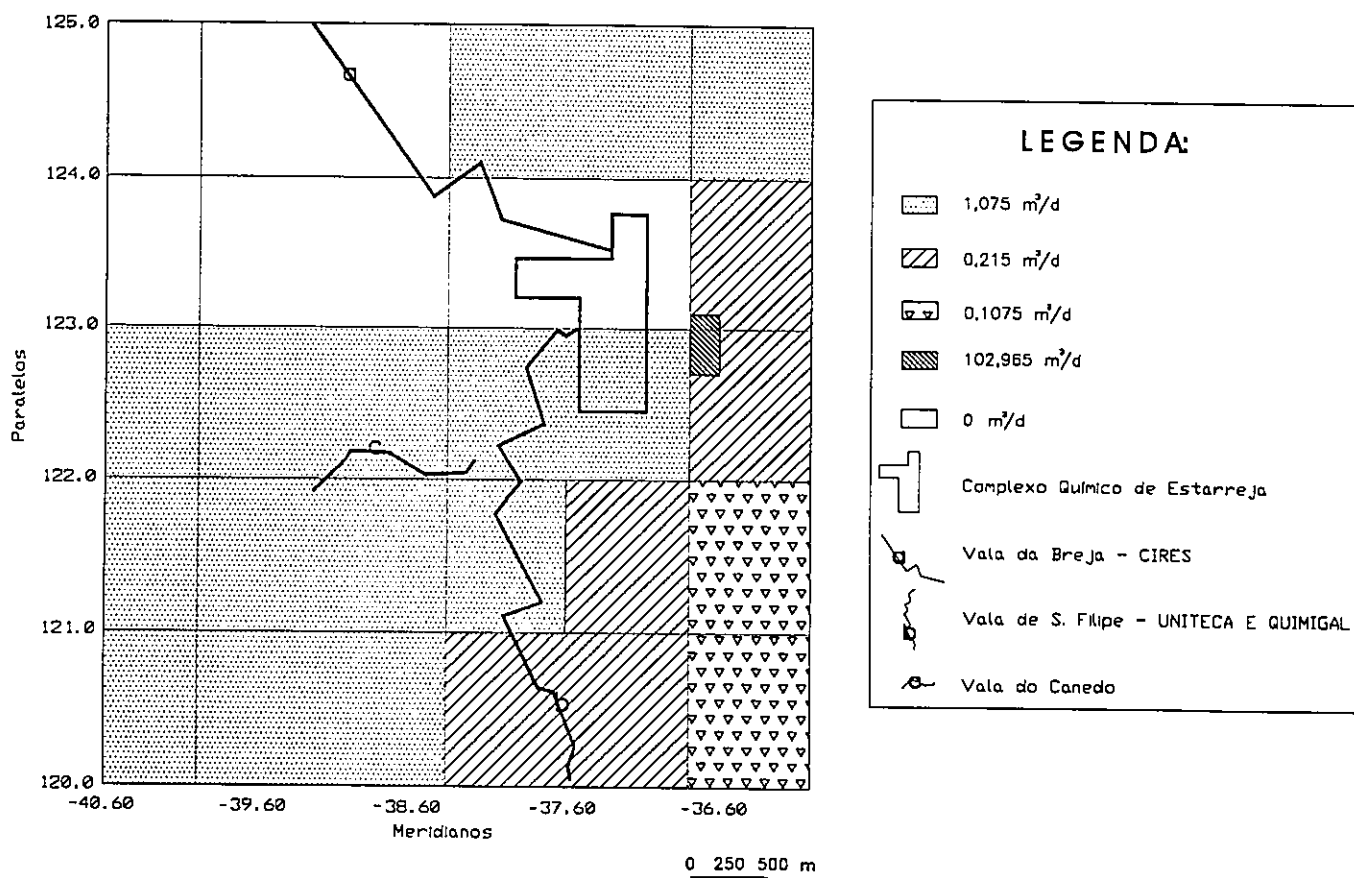 125.0
124.0
123.0
122.0
121.0
120.0
Paralelos
-40.60
-39.60
-38.60
-37.60
-36.60
Meridianos
0 250 500 m
LEGENDA:
1,075 m³/d
0,215 m³/d
0,1075 m³/d
102,965 m³/d
0 m³/d
Complexo Químico de Estarreja
Vala da Breja - CIRES
Vala de S. Filipe - UNITECA E QUIMIGAL
Vala do Canedo